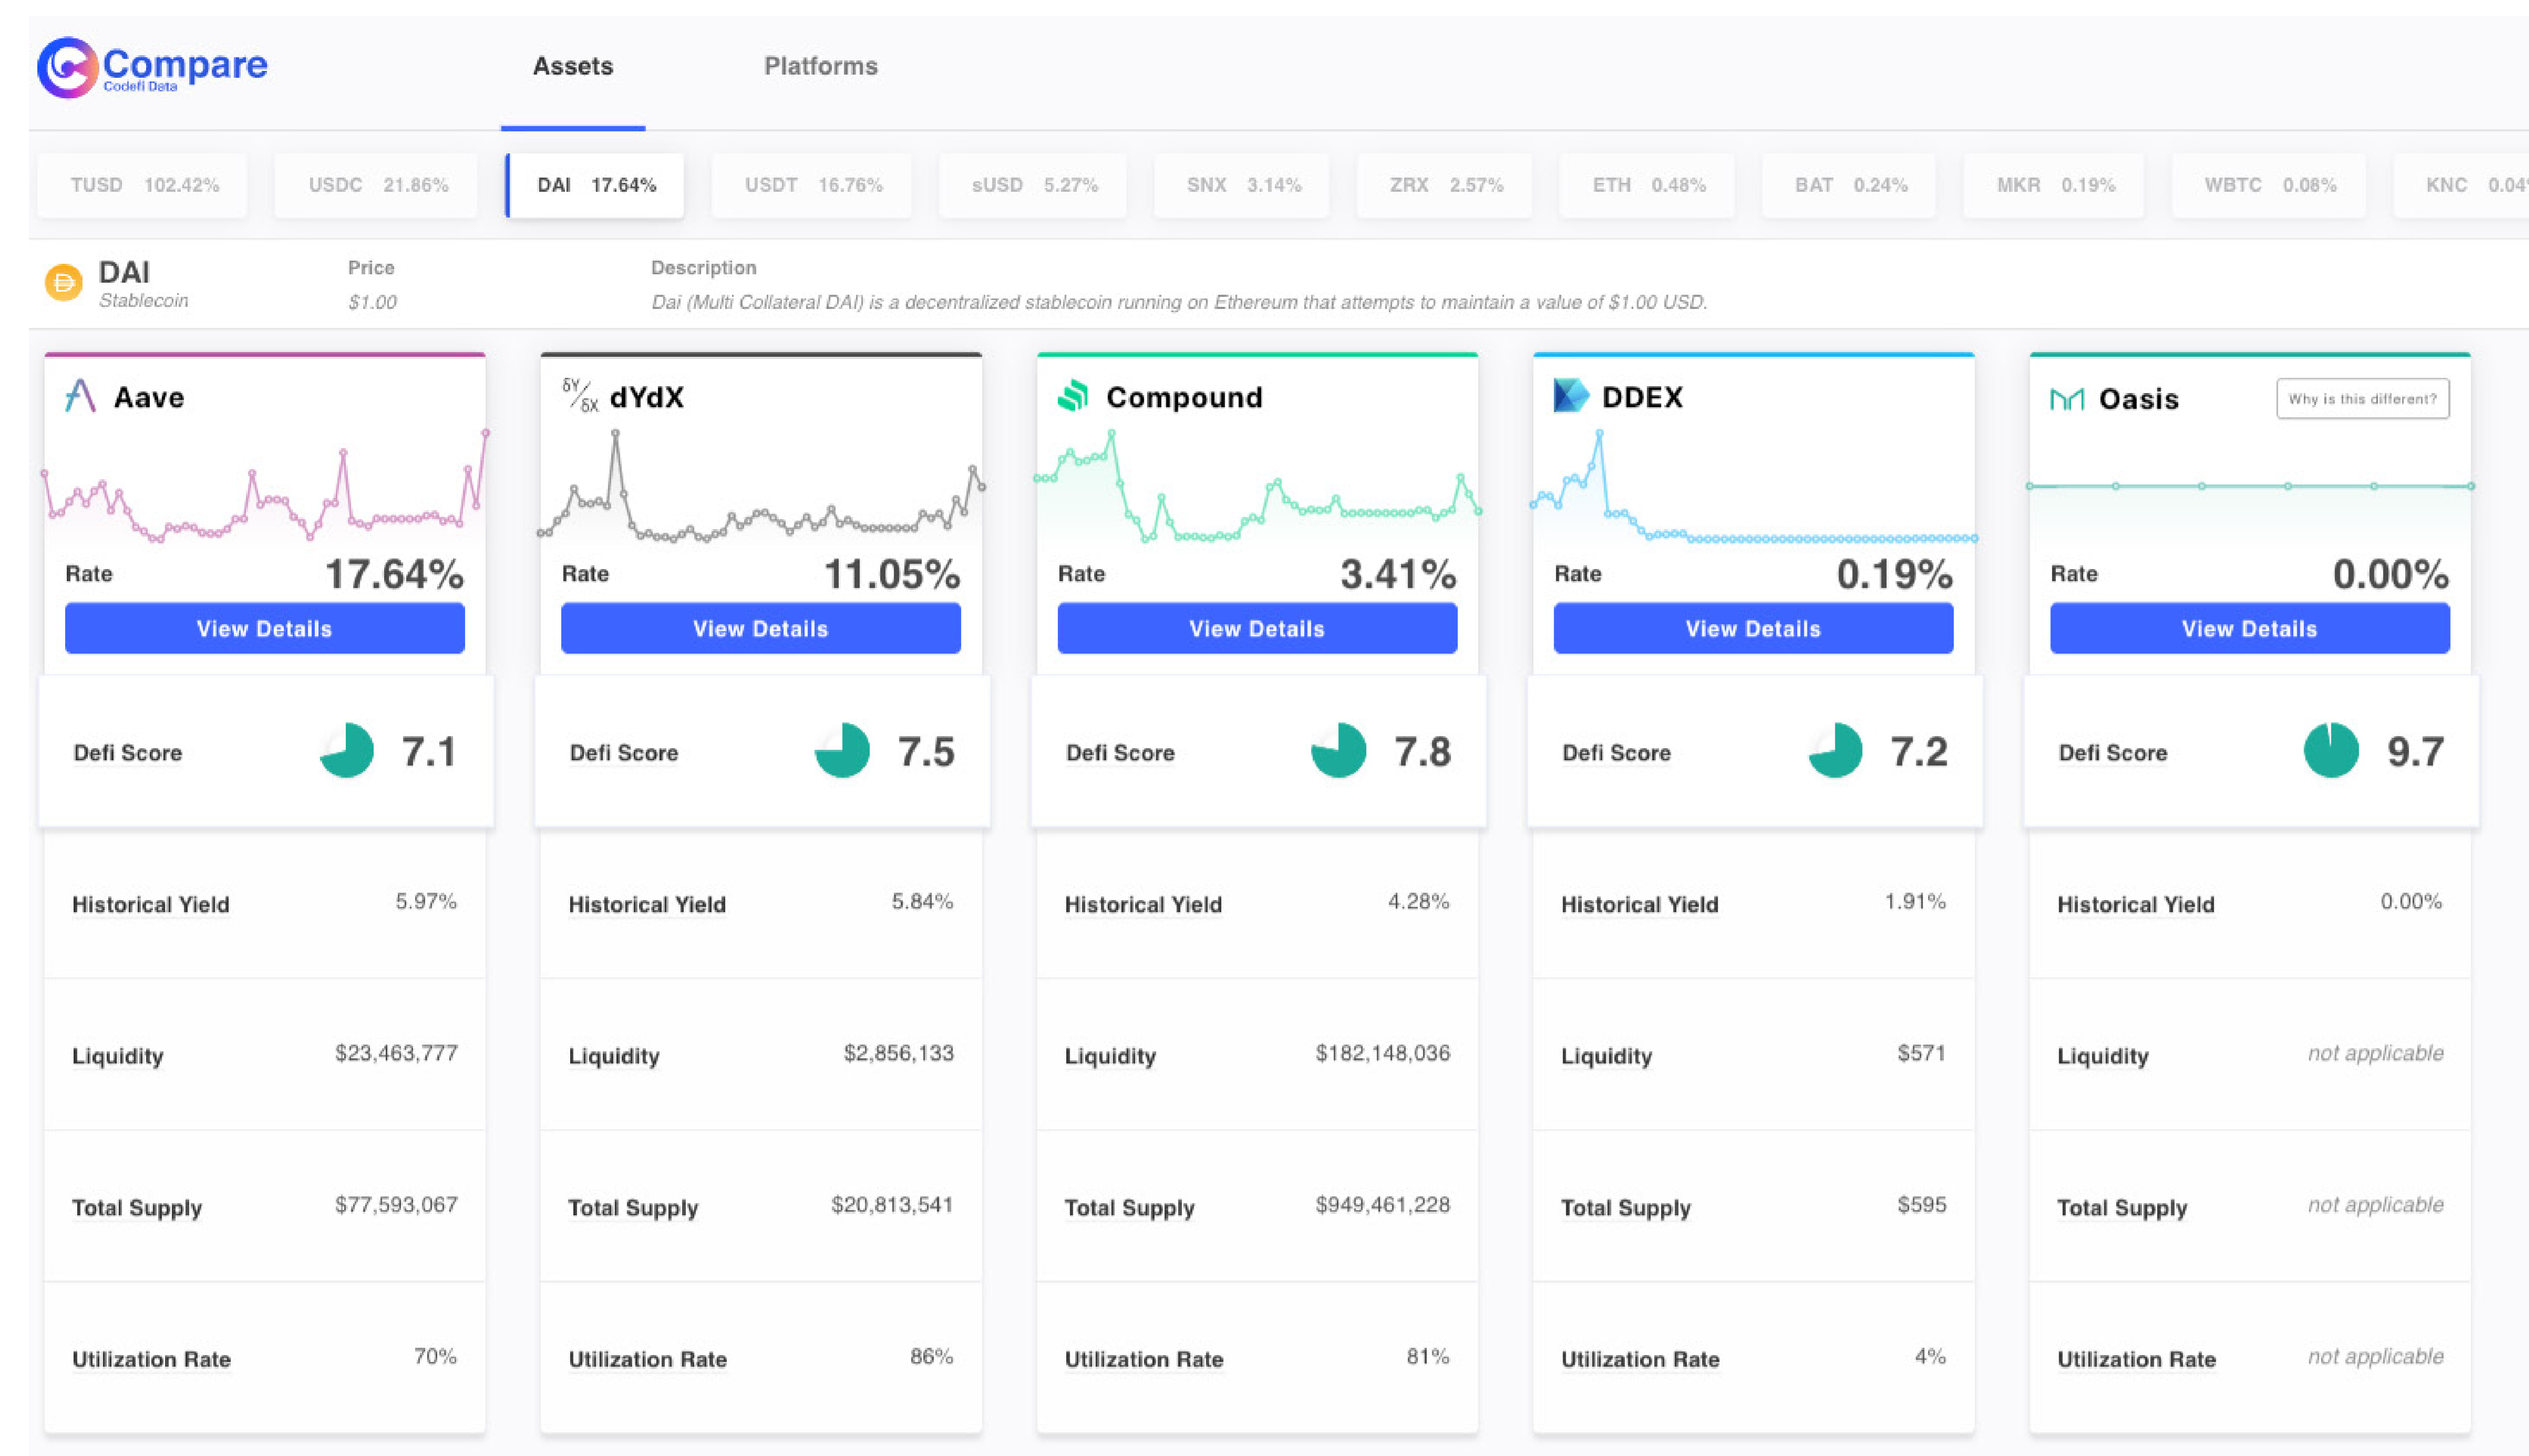 Compare
Codefi Data
Assets Platforms
TUSD 102.42% USDC 21.86% DAI 17.64% USDT 16.76% sUSD 5.27% SNX 3.14% ZRX 2.57% ETH 0.48% BAT 0.24% MKR 0.19% WBTC 0.08% KNC 0.04
DAI Price Description
Stablecoin $1.00 Dai (Multi Collateral DAI) is a decentralized stablecoin running on Ethereum that attempts to maintain a value of $1.00 USD.
Aave
Rate 17.64%
View Details
Defi Score 7.1
Historical Yield 5.97%
Liquidity $23,463,777
Total Supply $77,593,067
Utilization Rate 70%
δY/δX dYdX
Rate 11.05%
View Details
Defi Score 7.5
Historical Yield 5.84%
Liquidity $2,856,133
Total Supply $20,813,541
Utilization Rate 86%
Compound
Rate 3.41%
View Details
Defi Score 7.8
Historical Yield 4.28%
Liquidity $182,148,036
Total Supply $949,461,228
Utilization Rate 81%
DDEX
Rate 0.19%
View Details
Defi Score 7.2
Historical Yield 1.91%
Liquidity $571
Total Supply $595
Utilization Rate 4%
Oasis Why is this different?
Rate 0.00%
View Details
Defi Score 9.7
Historical Yield 0.00%
Liquidity not applicable
Total Supply not applicable
Utilization Rate not applicable